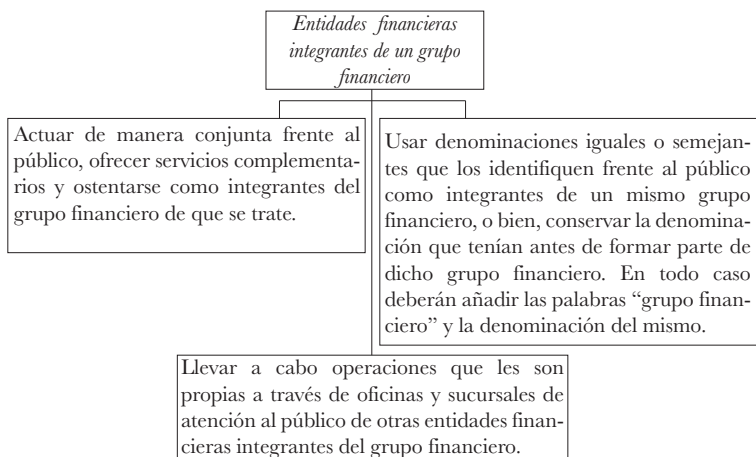 Entidades financieras
integrantes de un grupo
financiero
Actuar de manera conjunta frente al
público, ofrecer servicios complementa-
rios y ostentarse como integrantes del
grupo financiero de que se trate.
Usar denominaciones iguales o semejan-
tes que los identifiquen frente al público
como integrantes de un mismo grupo
financiero, o bien, conservar la denomina-
ción que tenían antes de formar parte de
dicho grupo financiero. En todo caso
deberán añadir las palabras “grupo finan-
ciero” y la denominación del mismo.
Llevar a cabo operaciones que les son
propias a través de oficinas y sucursales de
atención al público de otras entidades finan-
cieras integrantes del grupo financiero.